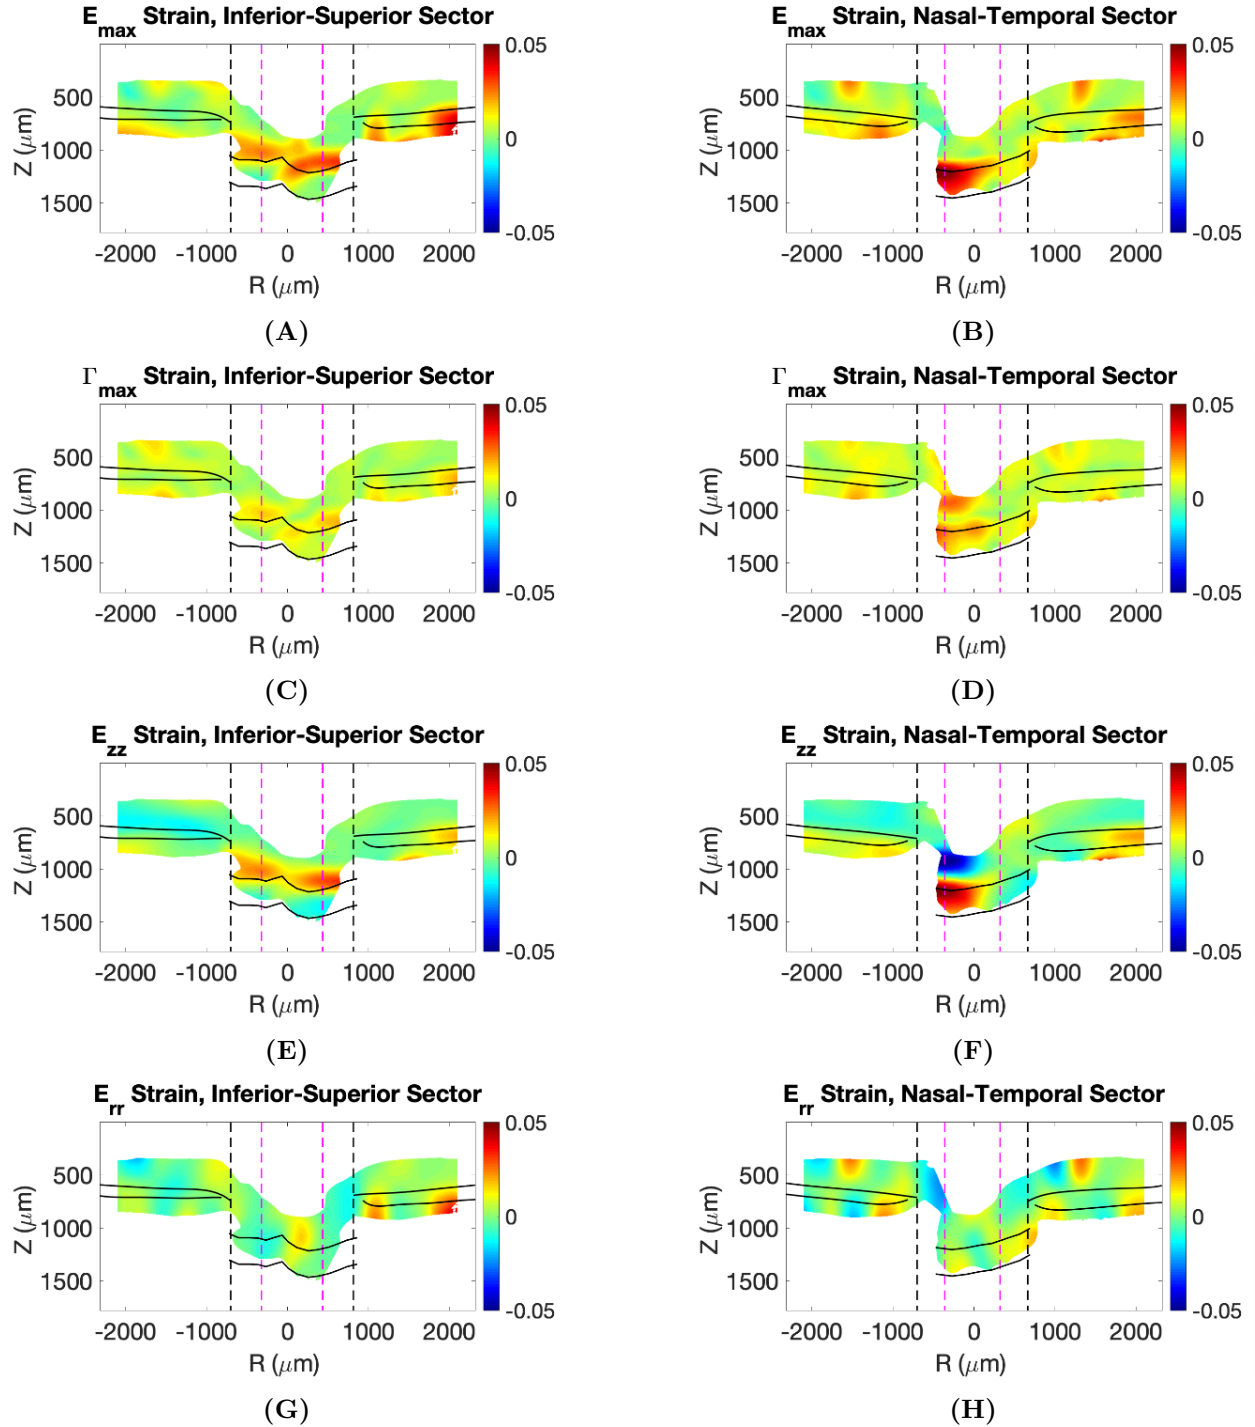 E_max Strain, Inferior-Superior Sector
0.05
0
-0.05
500
1000
1500
Z (μm)
-2000 -1000 0 1000 2000
R (μm)
(A)
E_max Strain, Nasal-Temporal Sector
0.05
0
-0.05
500
1000
1500
Z (μm)
-2000 -1000 0 1000 2000
R (μm)
(B)
Γ_max Strain, Inferior-Superior Sector
0.05
0
-0.05
500
1000
1500
Z (μm)
-2000 -1000 0 1000 2000
R (μm)
(C)
Γ_max Strain, Nasal-Temporal Sector
0.05
0
-0.05
500
1000
1500
Z (μm)
-2000 -1000 0 1000 2000
R (μm)
(D)
E_zz Strain, Inferior-Superior Sector
0.05
0
-0.05
500
1000
1500
Z (μm)
-2000 -1000 0 1000 2000
R (μm)
(E)
E_zz Strain, Nasal-Temporal Sector
0.05
0
-0.05
500
1000
1500
Z (μm)
-2000 -1000 0 1000 2000
R (μm)
(F)
E_rr Strain, Inferior-Superior Sector
0.05
0
-0.05
500
1000
1500
Z (μm)
-2000 -1000 0 1000 2000
R (μm)
(G)
E_rr Strain, Nasal-Temporal Sector
0.05
0
-0.05
500
1000
1500
Z (μm)
-2000 -1000 0 1000 2000
R (μm)
(H)